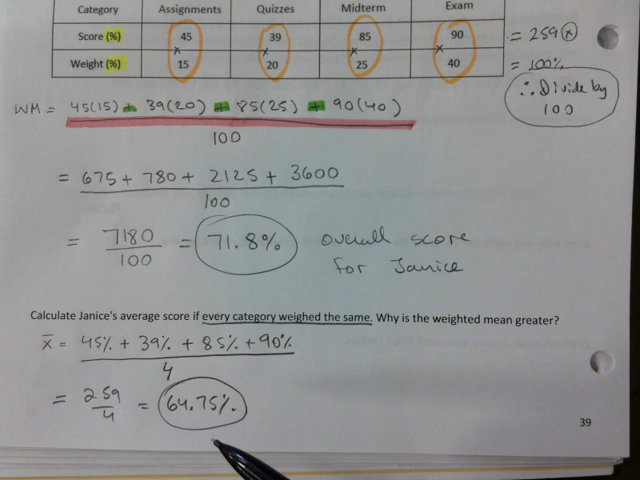 Category Assignments Quizzes Midterm Exam
Score (%) 45 39 85 90 = 259 ⓧ
x x x x
Weight (%) 15 20 25 40 = 100%
∴ Divide by
100
WM = 45(15) + 39(20) + 85(25) + 90(40)
100
= 675 + 780 + 2125 + 3600
100
= 7180 = 71.8% overall score
100 for Janice
Calculate Janice's average score if every category weighed the same. Why is the weighted mean greater?
x̅ = 45% + 39% + 85% + 90%
4
= 259 = 64.75%
4
39